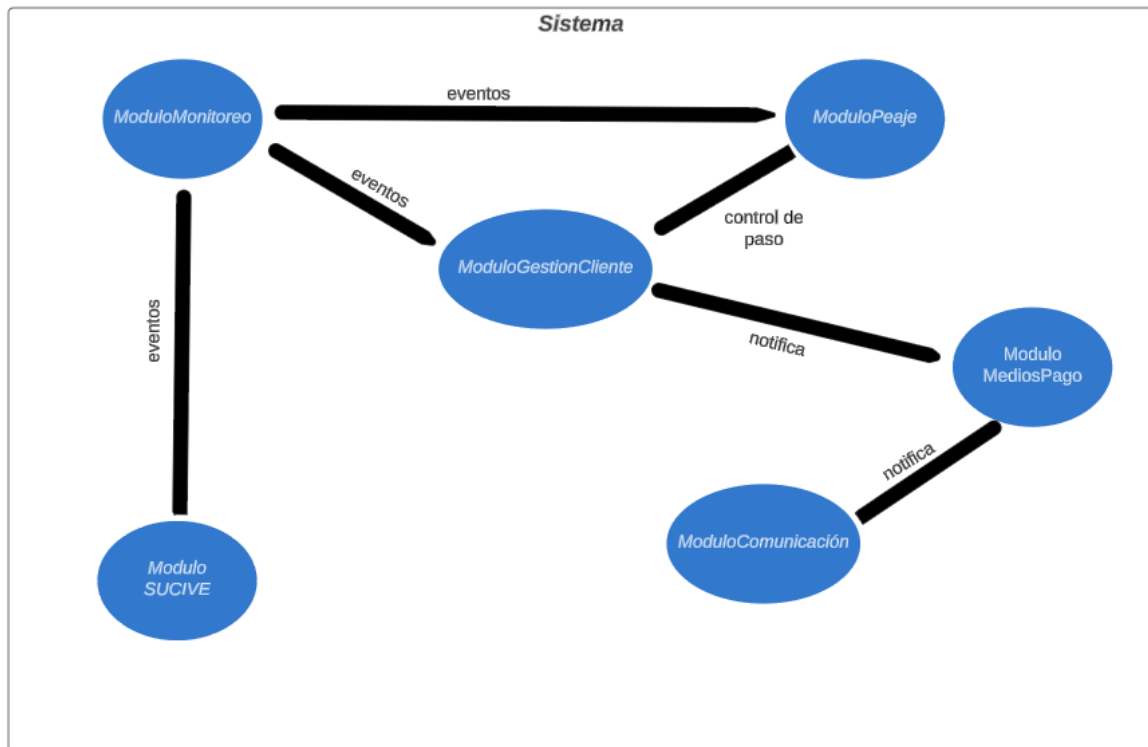 Sistema
eventos
ModuloMonitoreo
ModuloPeaje
eventos
control de
paso
ModuloGestionCliente
eventos
notifica
Modulo
MediosPago
notifica
ModuloComunicación
Modulo
SUCIVE